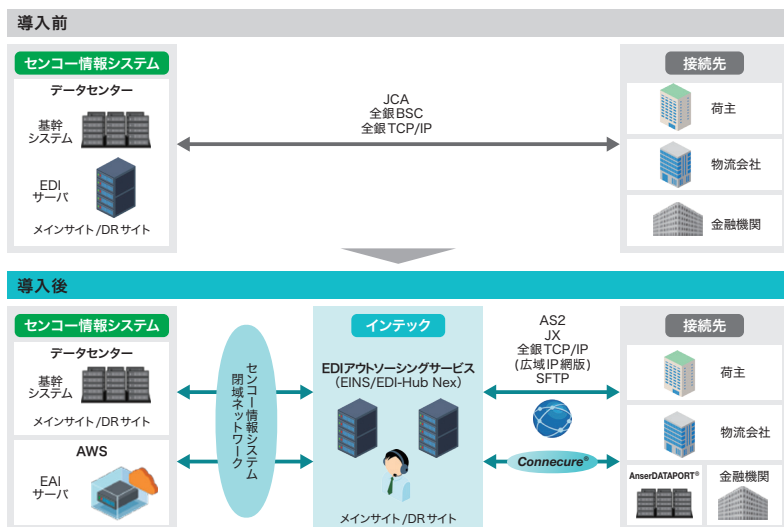 導入前
センコー情報システム
データセンター
基幹
システム
EDI
サーバ
メインサイト/DRサイト
JCA
全銀BSC
全銀TCP/IP
接続先
荷主
物流会社
金融機関
導入後
センコー情報システム
データセンター
基幹
システム
メインサイト/DRサイト
AWS
EAI
サーバ
センコー情報システム
閉域ネットワーク
インテック
EDIアウトソーシングサービス
(EINS/EDI-Hub Nex)
メインサイト/DRサイト
AS2
JX
全銀TCP/IP
(広域IP網版)
SFTP
Connecure®
接続先
荷主
物流会社
AnserDATAPORT®
金融機関